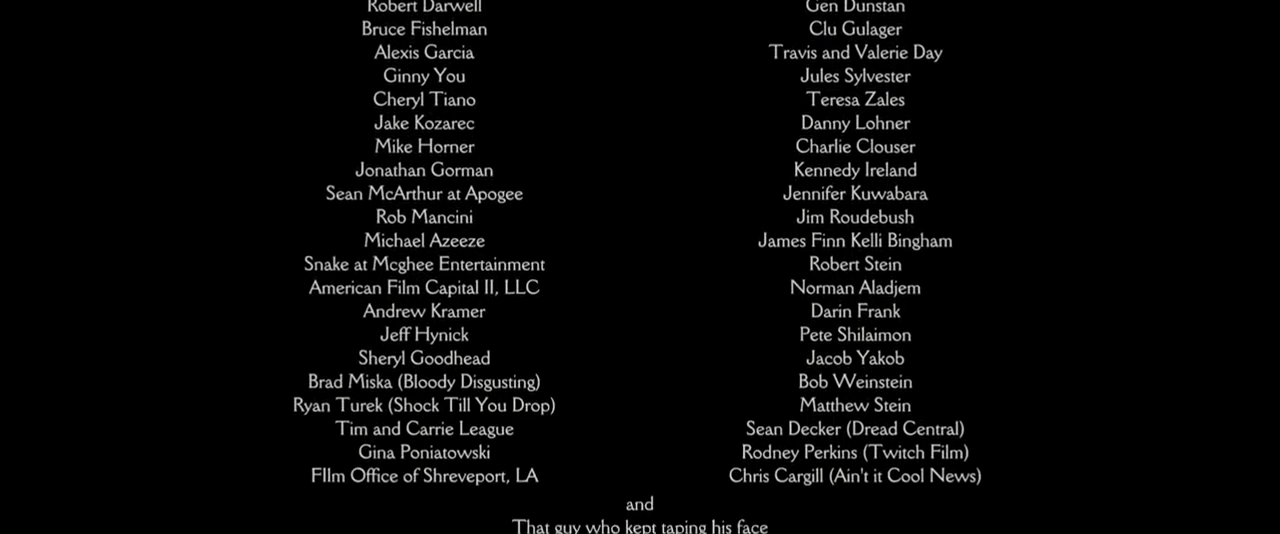 Robert Darwell
Bruce Fishelman
Alexis Garcia
Ginny You
Cheryl Tiano
Jake Kozarec
Mike Horner
Jonathan Gorman
Sean McArthur at Apogee
Rob Mancini
Michael Azeeze
Snake at Mcghee Entertainment
American Film Capital II, LLC
Andrew Kramer
Jeff Hynick
Sheryl Goodhead
Brad Miska (Bloody Disgusting)
Ryan Turek (Shock Till You Drop)
Tim and Carrie League
Gina Poniatowski
FIlm Office of Shreveport, LA
Gen Dunstan
Clu Gulager
Travis and Valerie Day
Jules Sylvester
Teresa Zales
Danny Lohner
Charlie Clouser
Kennedy Ireland
Jennifer Kuwabara
Jim Roudebush
James Finn Kelli Bingham
Robert Stein
Norman Aladjem
Darin Frank
Pete Shilaimon
Jacob Yakob
Bob Weinstein
Matthew Stein
Sean Decker (Dread Central)
Rodney Perkins (Twitch Film)
Chris Cargill (Ain't it Cool News)
and
That guy who kept taping his face